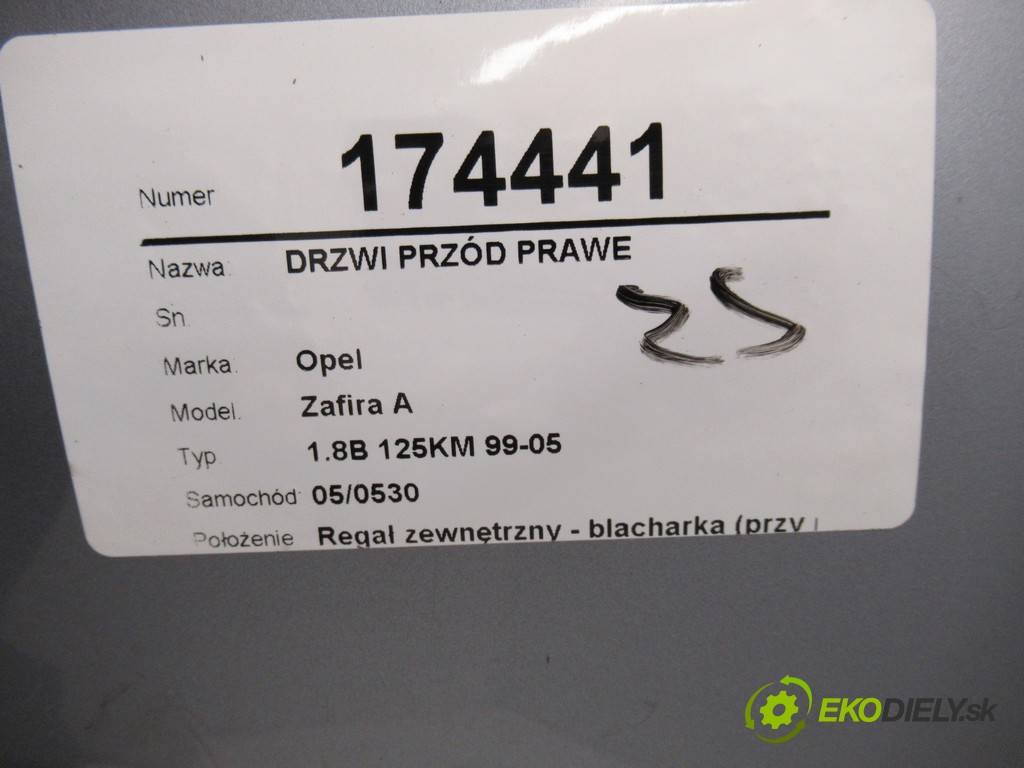 Numer 174441
Nazwa: DRZWI PRZÓD PRAWE
Sn.
Marka. Opel
Model. Zafira A
Typ 1.8B 125KM 99-05
Samochód 05/0530
Położenie Regał zewnętrzny - blacharka (przy
EKODIELY.sk